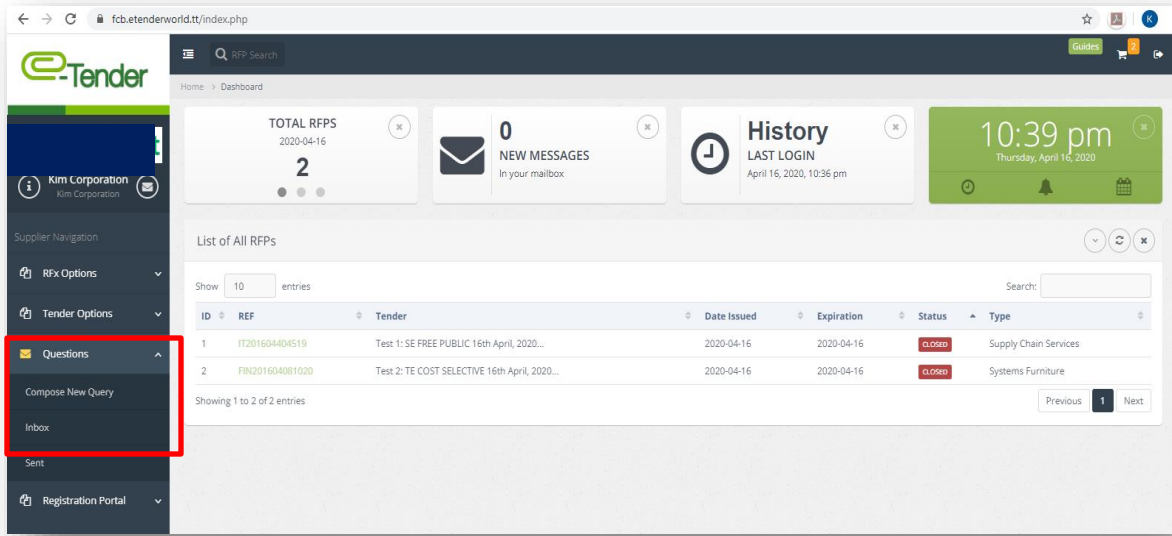 fcb.etenderworld.tt/index.php
K
e-Tender
RFP Search
Guides
2
Home > Dashboard
TOTAL RFPS
2020-04-16
2
0
NEW MESSAGES
In your mailbox
History
LAST LOGIN
April 16, 2020, 10:36 pm
10:39 pm
Thursday, April 16, 2020
Kim Corporation
Kim Corporation
Supplier Navigation
RFx Options
Tender Options
Questions
Compose New Query
Inbox
Sent
Registration Portal
List of All RFPs
Show 10 entries
Search:
ID REF Tender Date Issued Expiration Status Type
1 IT201604404519 Test 1: SE FREE PUBLIC 16th April, 2020... 2020-04-16 2020-04-16 CLOSED Supply Chain Services
2 FIN201604081020 Test 2: TE COST SELECTIVE 16th April, 2020... 2020-04-16 2020-04-16 CLOSED Systems Furniture
Showing 1 to 2 of 2 entries
Previous 1 Next